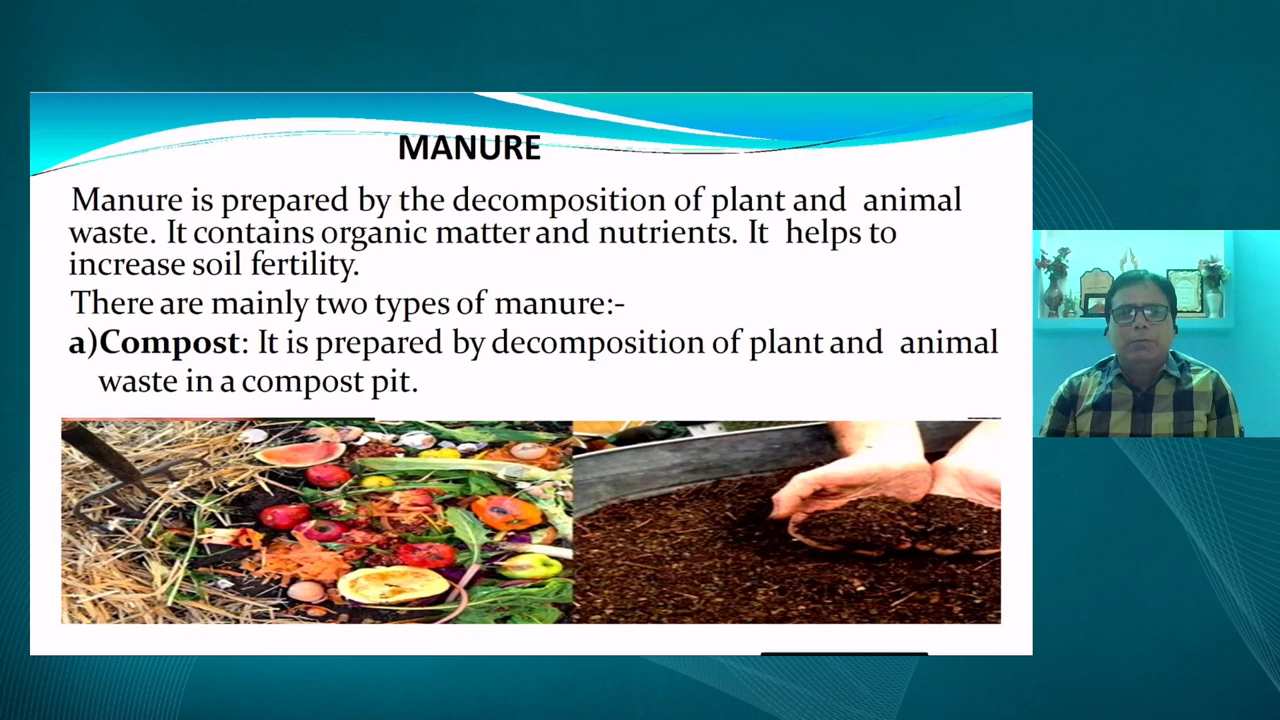 MANURE
Manure is prepared by the decomposition of plant and animal
waste. It contains organic matter and nutrients. It helps to
increase soil fertility.
There are mainly two types of manure:-
a)Compost: It is prepared by decomposition of plant and animal
waste in a compost pit.